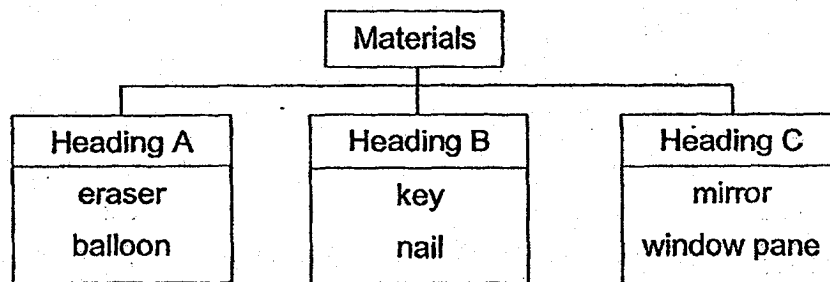 Materials
Heading A
eraser
balloon
Heading B
key
nail
Heading C
mirror
window pane